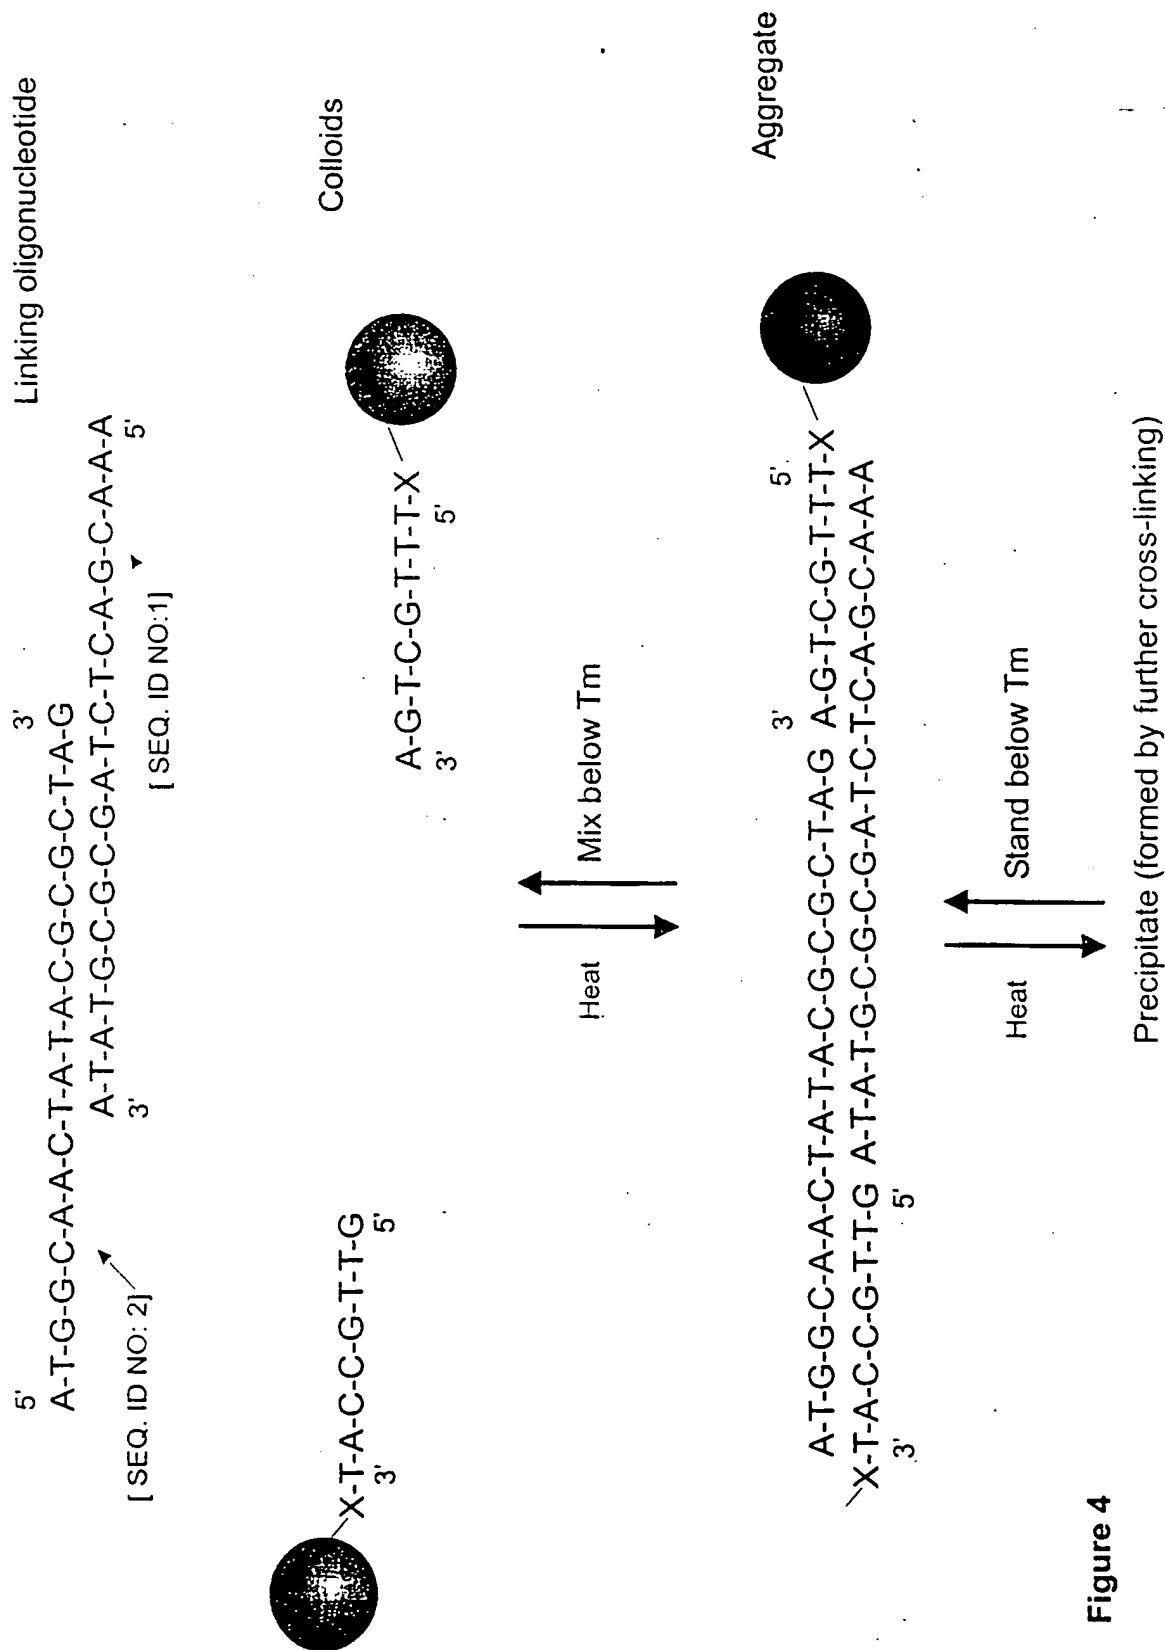 Linking oligonucleotide
5' 3'
A-T-G-G-C-A-A-C-T-A-T-A-C-G-C-G-C-T-A-G
A-T-A-T-G-C-G-C-G-A-T-C-T-C-A-G-C-A-A-A
3' 5'
[ SEQ. ID NO: 2]
[ SEQ. ID NO:1]
Colloids
X-T-A-C-C-G-T-T-G
3' 5'
A-G-T-C-G-T-T-T-X
3' 5'
Heat
Mix below Tm
Aggregate
3' 5'
A-T-G-G-C-A-A-C-T-A-T-A-C-G-C-G-C-T-A-G A-G-T-C-G-T-T-T-X
X-T-A-C-C-G-T-T-G A-T-A-T-G-C-G-C-G-A-T-C-T-C-A-G-C-A-A-A
3' 5'
Heat
Stand below Tm
Precipitate (formed by further cross-linking)
Figure 4